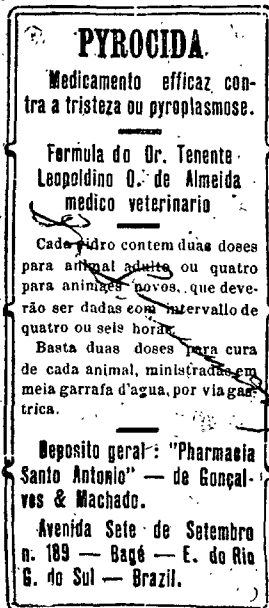 PYROCIDA.
Medicamento efficaz con-
tra a tristeza ou pyroplasmose.
Formula do Dr. Tenente
Leopoldino O. de Almeida
medico veterinario
Cada vidro contem duas doses
para animal adulto ou quatro
para animaes novos, que deve-
rão ser dadas com intervallo de
quatro ou seis horas.
Basta duas doses para cura
de cada animal, ministradas em
meia garrafa d'agua, por via gas-
trica.
Deposito geral: "Pharmacia
Santo Antonio" — de Gonçal-
ves & Machado.
Avenida Sete de Setembro
n. 189 — Bagé — E. do Rio
G. do Sul — Brazil.